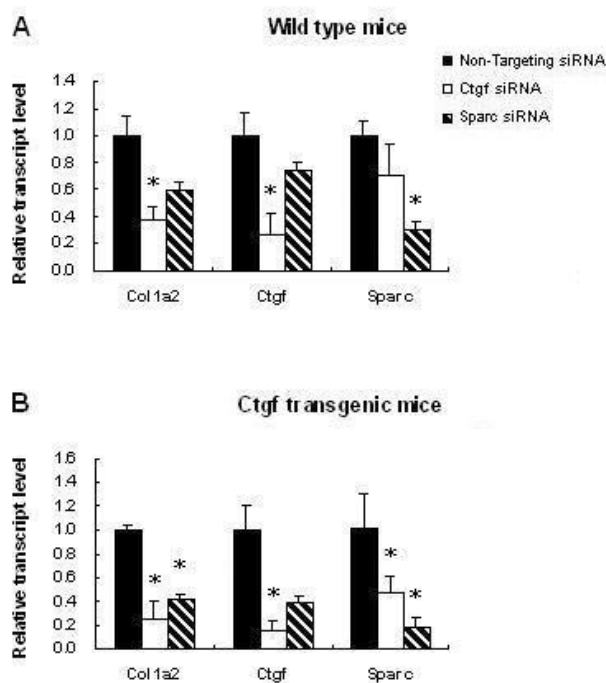 A
Wild type mice
Non-Targeting siRNA
Ctgf siRNA
Sparc siRNA
Relative transcript level
1.4
1.2
1.0
0.8
0.6
0.4
0.2
0.0
*
*
*
Col1a2
Ctgf
Sparc
B
Ctgf transgenic mice
Relative transcript level
1.6
1.4
1.2
1.0
0.8
0.6
0.4
0.2
0.0
*
*
*
*
*
Col1a2
Ctgf
Sparc